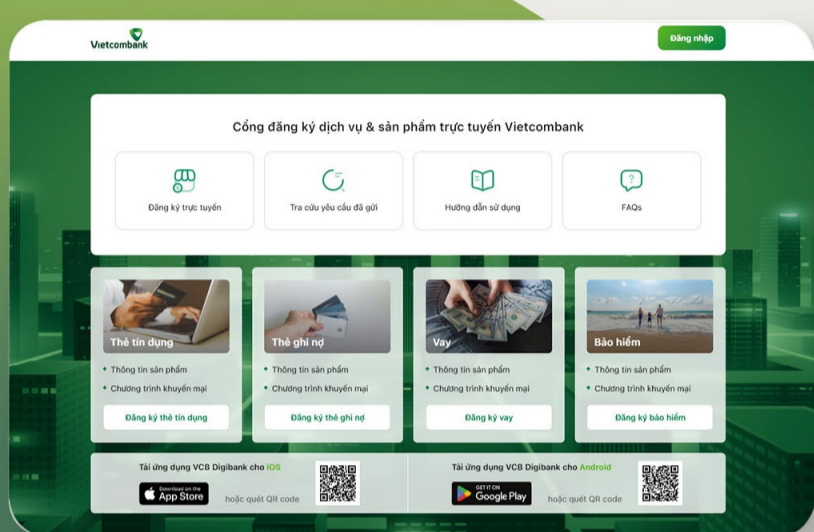 Vietcombank
Đăng nhập
Cổng đăng ký dịch vụ & sản phẩm trực tuyến Vietcombank
Đăng ký trực tuyến
Tra cứu yêu cầu đã gửi
Hướng dẫn sử dụng
FAQs
Thẻ tín dụng
Thông tin sản phẩm
Chương trình khuyến mại
Đăng ký thẻ tín dụng
Thẻ ghi nợ
Thông tin sản phẩm
Chương trình khuyến mại
Đăng ký thẻ ghi nợ
Vay
Thông tin sản phẩm
Chương trình khuyến mại
Đăng ký vay
Bảo hiểm
Thông tin sản phẩm
Chương trình khuyến mại
Đăng ký bảo hiểm
Tải ứng dụng VCB Digibank cho iOS
Download on the
App Store
hoặc quét QR code
Tải ứng dụng VCB Digibank cho Android
GET IT ON
Google Play
hoặc quét QR code